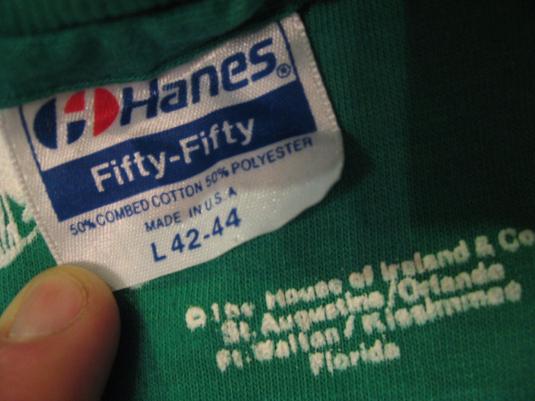 Hanes®
Fifty-Fifty
50% COMBED COTTON 50% POLYESTER
MADE IN U.S.A
L 42-44
© The House of Ireland & Co
St. Augustine/Orlando
Ft. Walton/Kissimmee
Florida